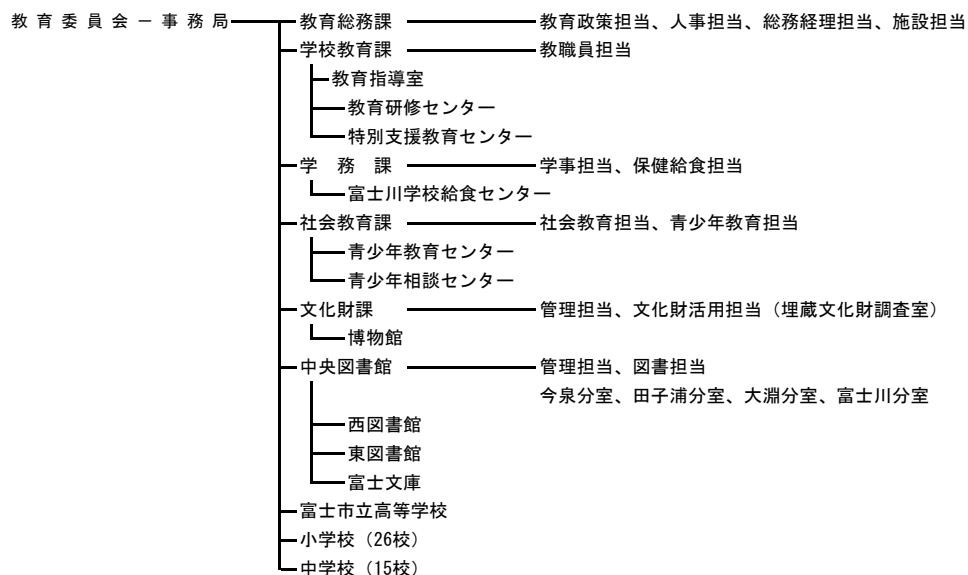 教育委員会－事務局 教育総務課 教育政策担当、人事担当、総務経理担当、施設担当
学校教育課 教職員担当
教育指導室
教育研修センター
特別支援教育センター
学務課 学事担当、保健給食担当
富士川学校給食センター
社会教育課 社会教育担当、青少年教育担当
青少年教育センター
青少年相談センター
文化財課 管理担当、文化財活用担当（埋蔵文化財調査室）
博物館
中央図書館 管理担当、図書担当
今泉分室、田子浦分室、大淵分室、富士川分室
西図書館
東図書館
富士文庫
富士市立高等学校
小学校（26校）
中学校（15校）